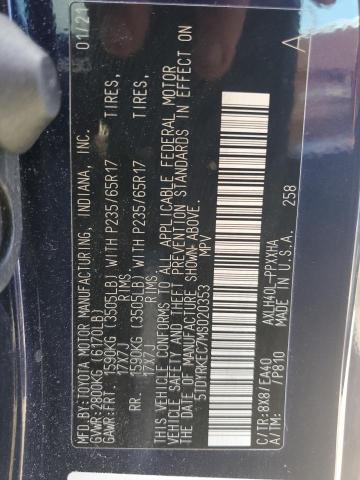 MFD. BY: TOYOTA MOTOR MANUFACTURING, INDIANA, INC. 01/21
GVWR: 2800KG (6170LB)
GAWR: FRT. 1590KG (3505LB) WITH P235/65R17 TIRES,
17X7J RIMS
RR. 1590KG (3505LB) WITH P235/65R17 TIRES,
17X7J RIMS
THIS VEHICLE CONFORMS TO ALL APPLICABLE FEDERAL MOTOR
VEHICLE SAFETY AND THEFT PREVENTION STANDARDS IN EFFECT ON
THE DATE OF MANUFACTURE SHOWN ABOVE.
5TDYRKEC7MS020353 MPV
258
C/TR: 8X8/EA40 AXLH40L-PPXXHA
A/TM: /P810 MADE IN U.S.A.